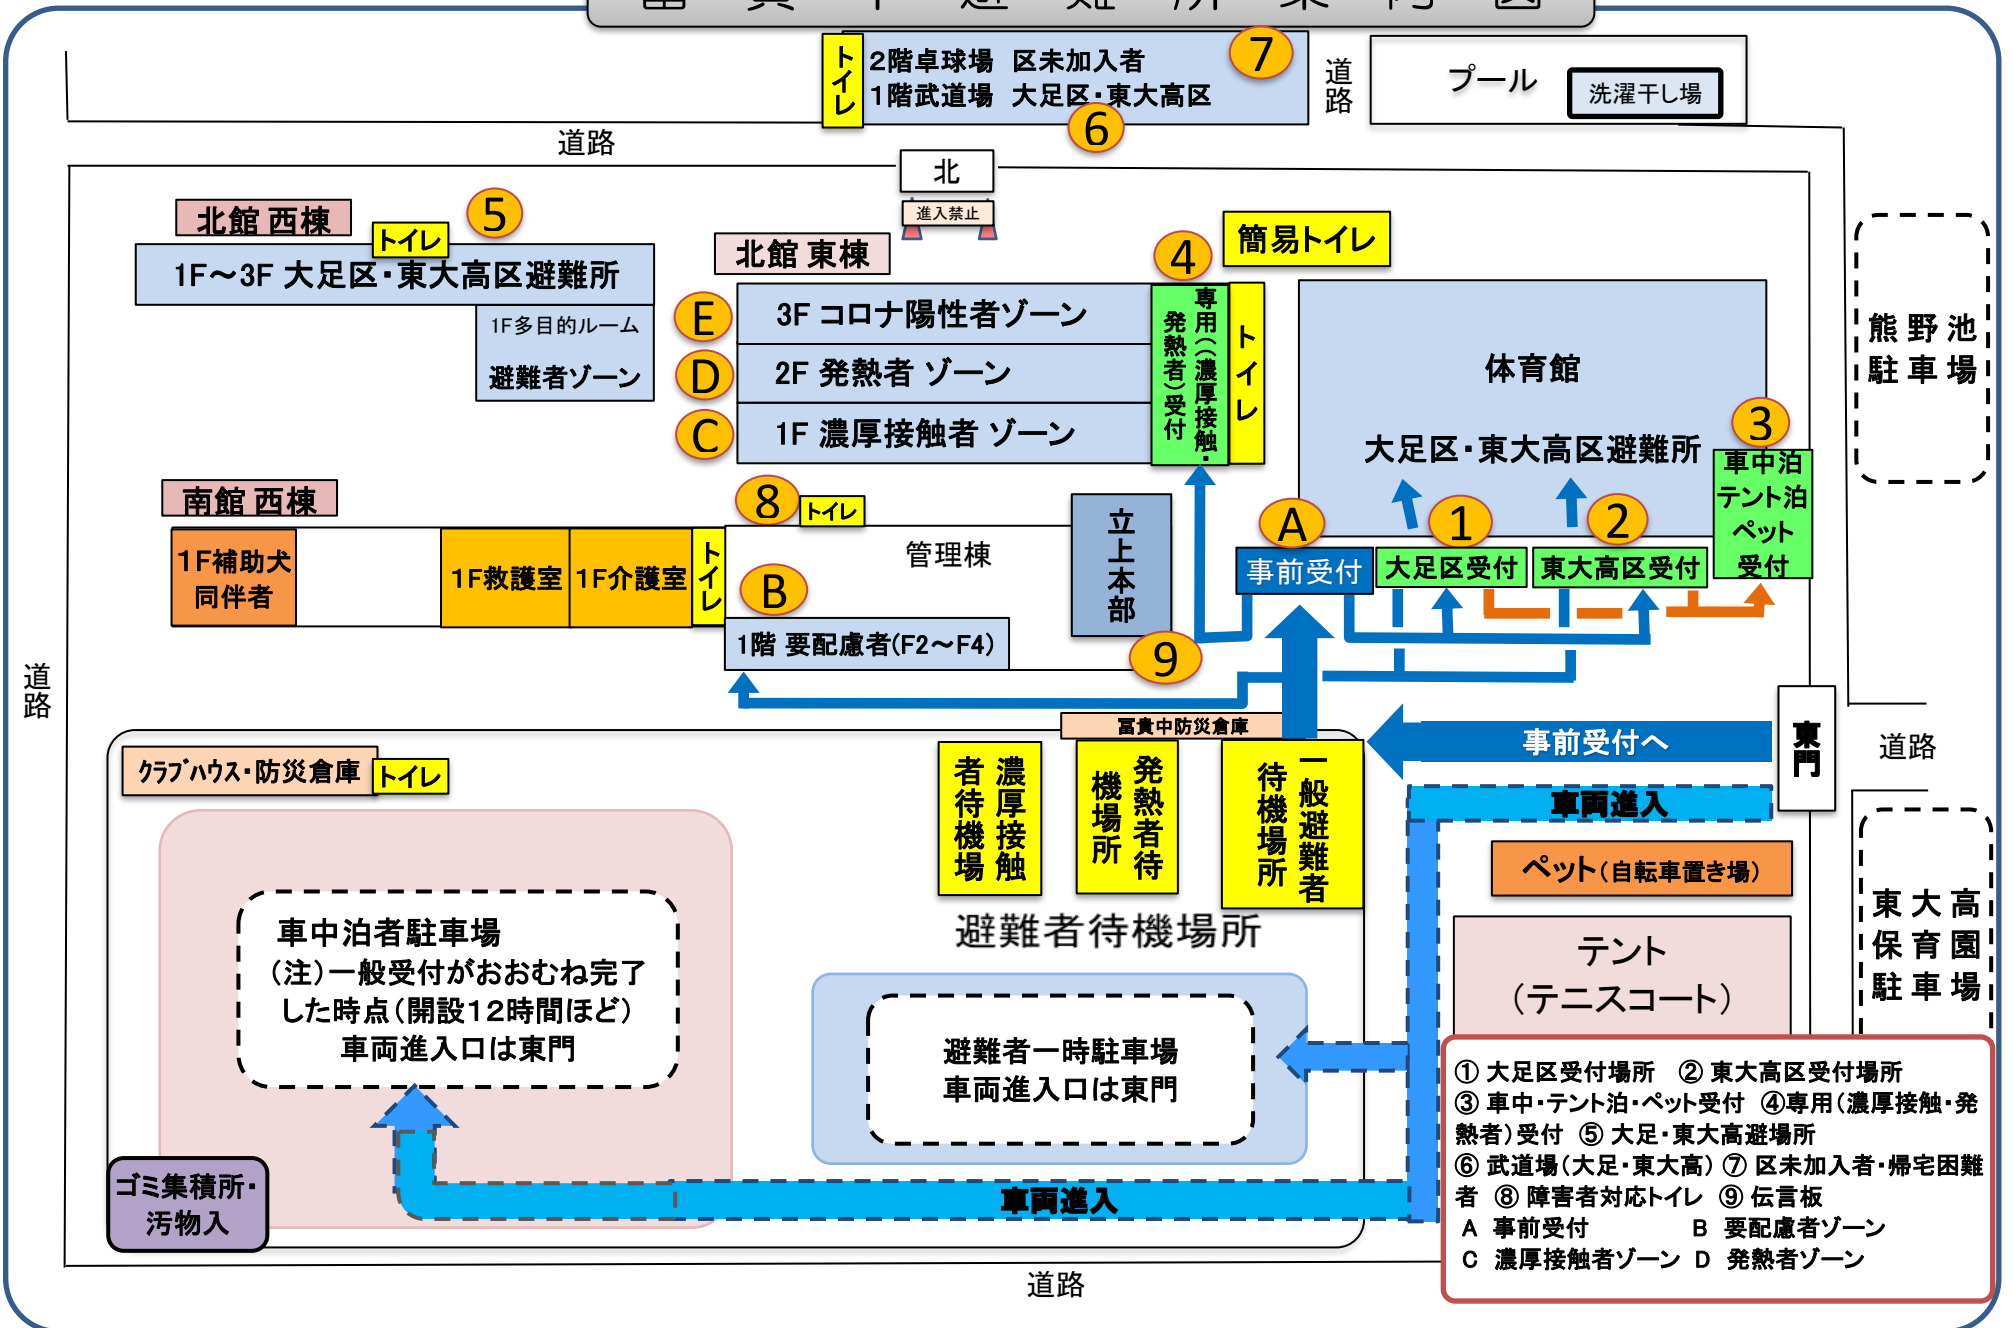 富貴中避難所案内図
トイレ
2階卓球場 区未加入者
1階武道場 大足区・東大高区
7
6
道路
プール
洗濯干し場
道路
北
進入禁止
北館 西棟
トイレ
5
1F～3F 大足区・東大高区避難所
1F多目的ルーム
避難者ゾーン
北館 東棟
E
3F コロナ陽性者ゾーン
D
2F 発熱者 ゾーン
C
1F 濃厚接触者 ゾーン
4
専用((濃厚接触・
発熱者)受付
トイレ
簡易トイレ
体育館
大足区・東大高区避難所
3
車中泊
テント泊
ペット
受付
熊野池
駐車場
南館 西棟
1F補助犬
同伴者
1F救護室
1F介護室
トイレ
8
トイレ
管理棟
B
1階 要配慮者(F2～F4)
立上本部
9
A
事前受付
1
大足区受付
2
東大高区受付
道路
東門
道路
事前受付へ
車両進入
冨貴中防災倉庫
濃厚接触
者待機場
発熱者待
機場所
一般避難者
待機場所
避難者待機場所
クラブハウス・防災倉庫
トイレ
車中泊者駐車場
(注)一般受付がおおむね完了
した時点(開設12時間ほど)
車両進入口は東門
避難者一時駐車場
車両進入口は東門
ペット(自転車置き場)
テント
(テニスコート)
東大高
保育園
駐車場
ゴミ集積所・
汚物入
車両進入
道路
① 大足区受付場所 ② 東大高区受付場所
③ 車中・テント泊・ペット受付 ④専用(濃厚接触・発
熱者)受付 ⑤ 大足・東大高避場所
⑥ 武道場(大足・東大高) ⑦ 区未加入者・帰宅困難
者 ⑧ 障害者対応トイレ ⑨ 伝言板
A 事前受付 B 要配慮者ゾーン
C 濃厚接触者ゾーン D 発熱者ゾーン